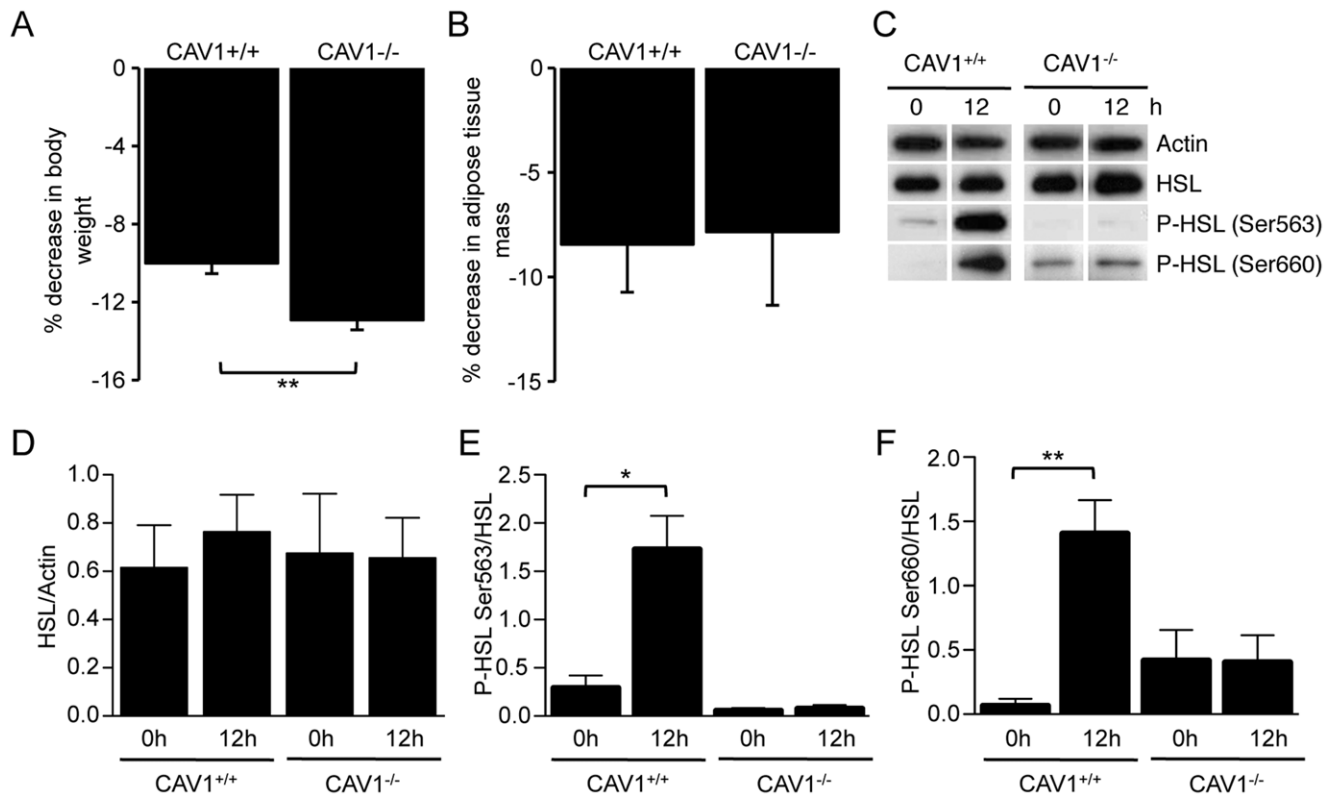 A
CAV1+/+ CAV1-/-
0
-4
-8
-12
-16
% decrease in body
weight
**
B
CAV1+/+ CAV1-/-
0
-5
-10
-15
% decrease in adipose tissue
mass
C
CAV1+/+ CAV1-/-
0 12 0 12 h
Actin
HSL
P-HSL (Ser563)
P-HSL (Ser660)
D
1.0
0.8
0.6
0.4
0.2
0.0
HSL/Actin
0h 12h 0h 12h
CAV1+/+ CAV1-/-
E
2.5
2.0
1.5
1.0
0.5
0.0
P-HSL Ser563/HSL
*
0h 12h 0h 12h
CAV1+/+ CAV1-/-
F
2.0
1.5
1.0
0.5
0.0
P-HSL Ser660/HSL
**
0h 12h 0h 12h
CAV1+/+ CAV1-/-